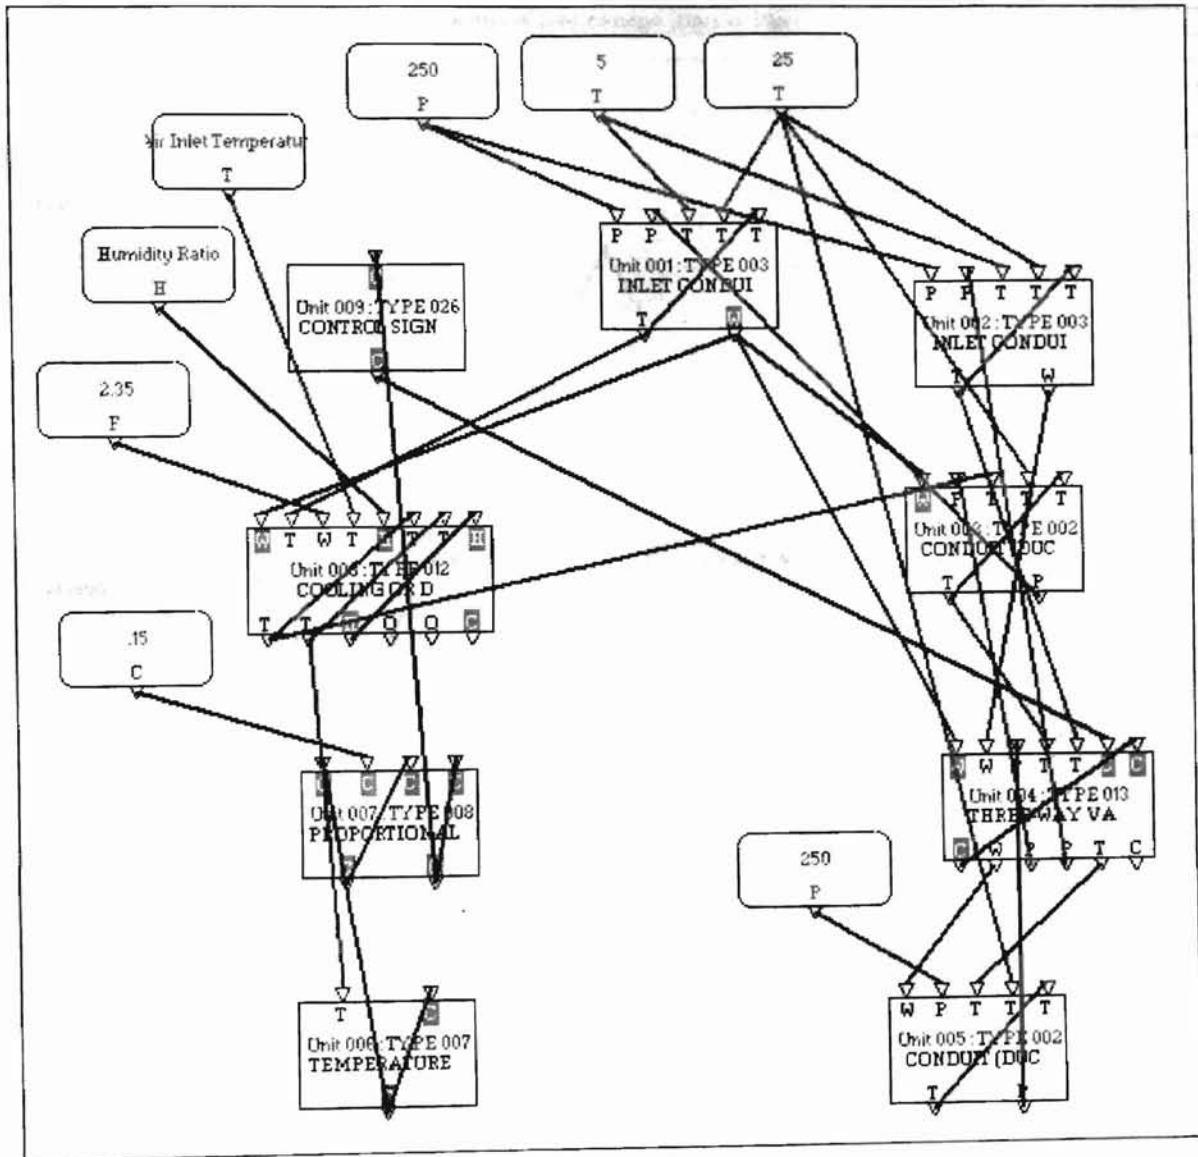 250
P
5
T
25
T
ir Inlet Temperatu
T
Humidity Ratio
H
P P T T T
Unit 001 : TYPE 003
INLET CONDUI
T W
Unit 009 : TYPE 026
CONTROL SIGN
C
P P T T T
Unit 002 : TYPE 003
INLET CONDUI
T W
2.35
F
W P T T T
Unit 003 : TYPE 002
CONDUIT (DUC
T P
W T W T H T T H
Unit 008 : TYPE 012
COOLING OR D
T T H Q Q C
.15
C
C C C C
Unit 007 : TYPE 008
PROPORTIONAL
W W P T T C C
Unit 004 : TYPE 013
THREE WAY VA
C W P P T C
250
P
T C
Unit 006 : TYPE 007
TEMPERATURE
W P T T T
Unit 005 : TYPE 002
CONDUIT (DUC
T P